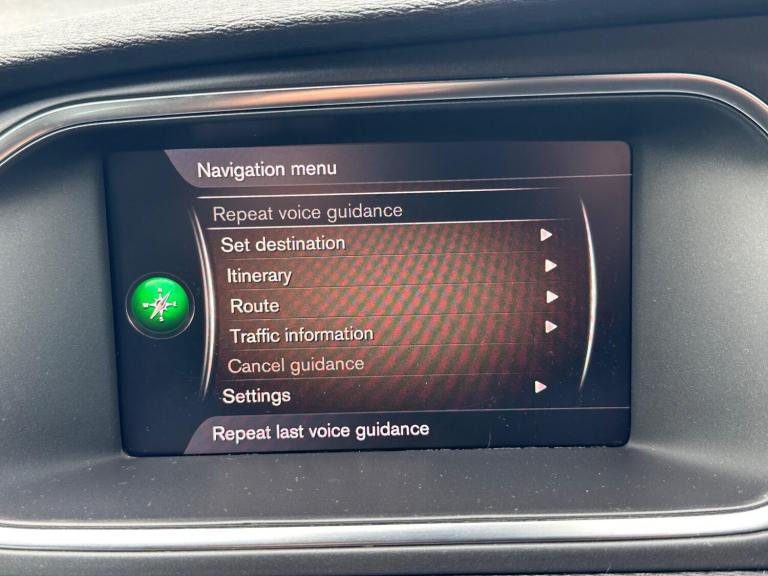 Navigation menu
Repeat voice guidance
Set destination
Itinerary
Route
Traffic information
Cancel guidance
Settings
Repeat last voice guidance
N
W E
S